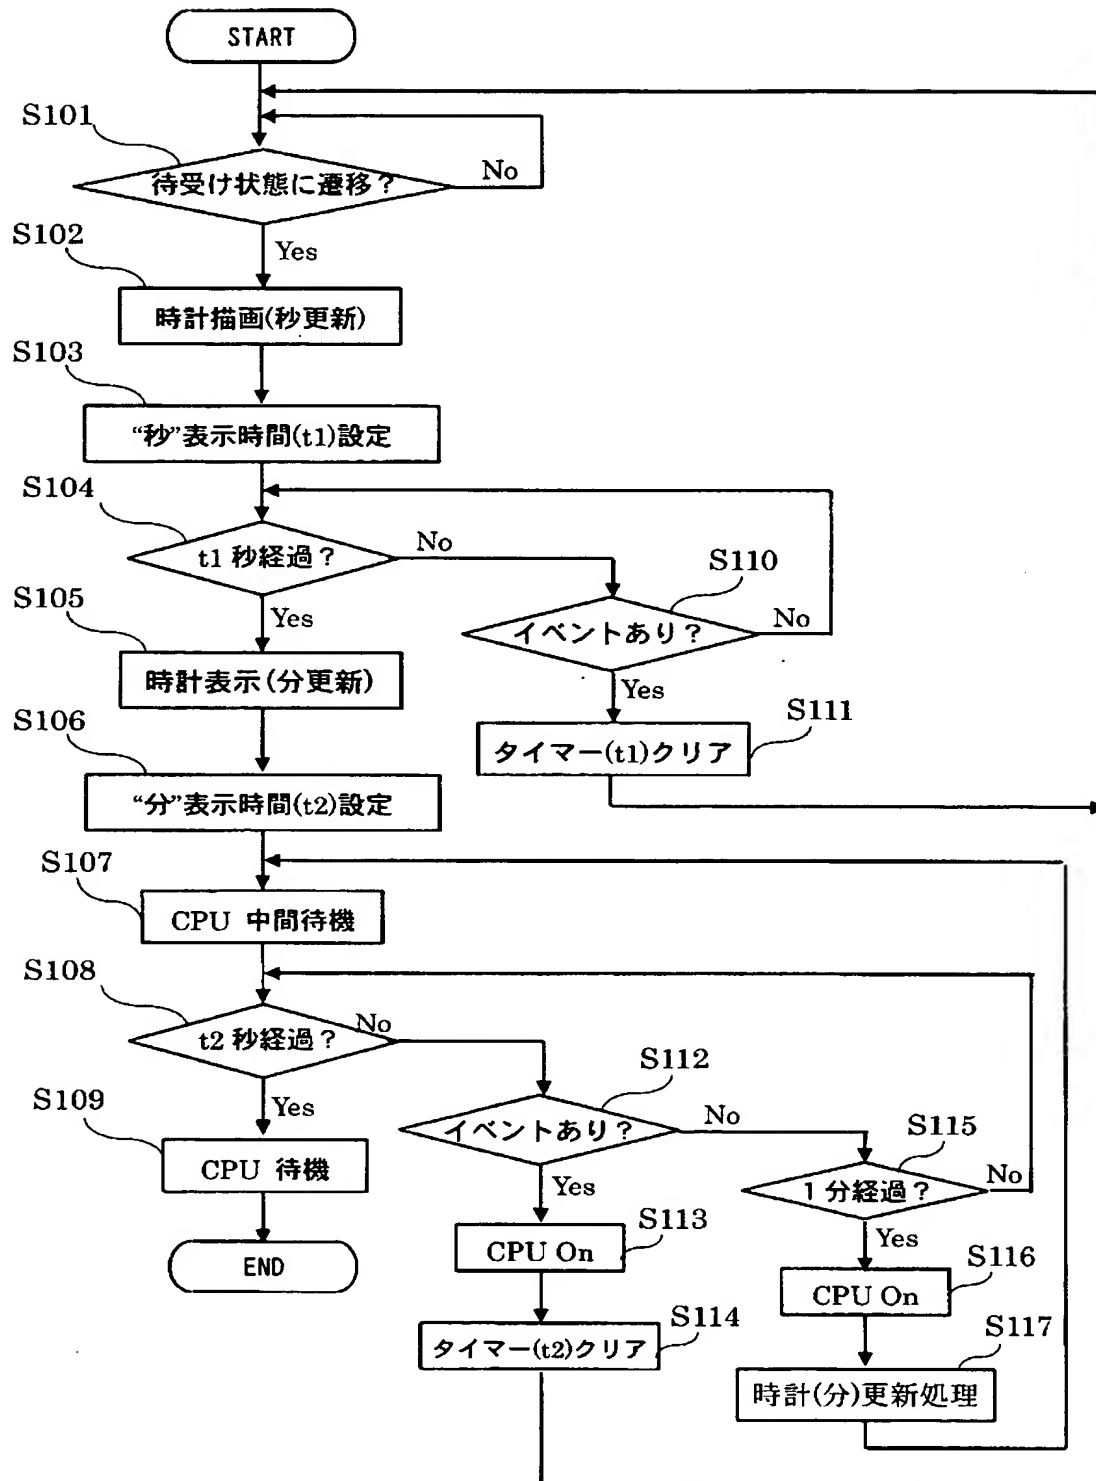 START
S101
待受け状態に遷移？
No
S102
Yes
時計描画(秒更新)
S103
“秒”表示時間(t1)設定
S104
t1 秒経過？
No
S110
S105
Yes
イベントあり？
No
時計表示(分更新)
Yes
S106
S111
タイマー(t1)クリア
“分”表示時間(t2)設定
S107
CPU 中間待機
S108
No
t2 秒経過？
S112
S109
Yes
イベントあり？
No
S115
CPU 待機
Yes
1 分経過？
No
S113
Yes
CPU On
S116
END
CPU On
S114
タイマー(t2)クリア
S117
時計(分)更新処理